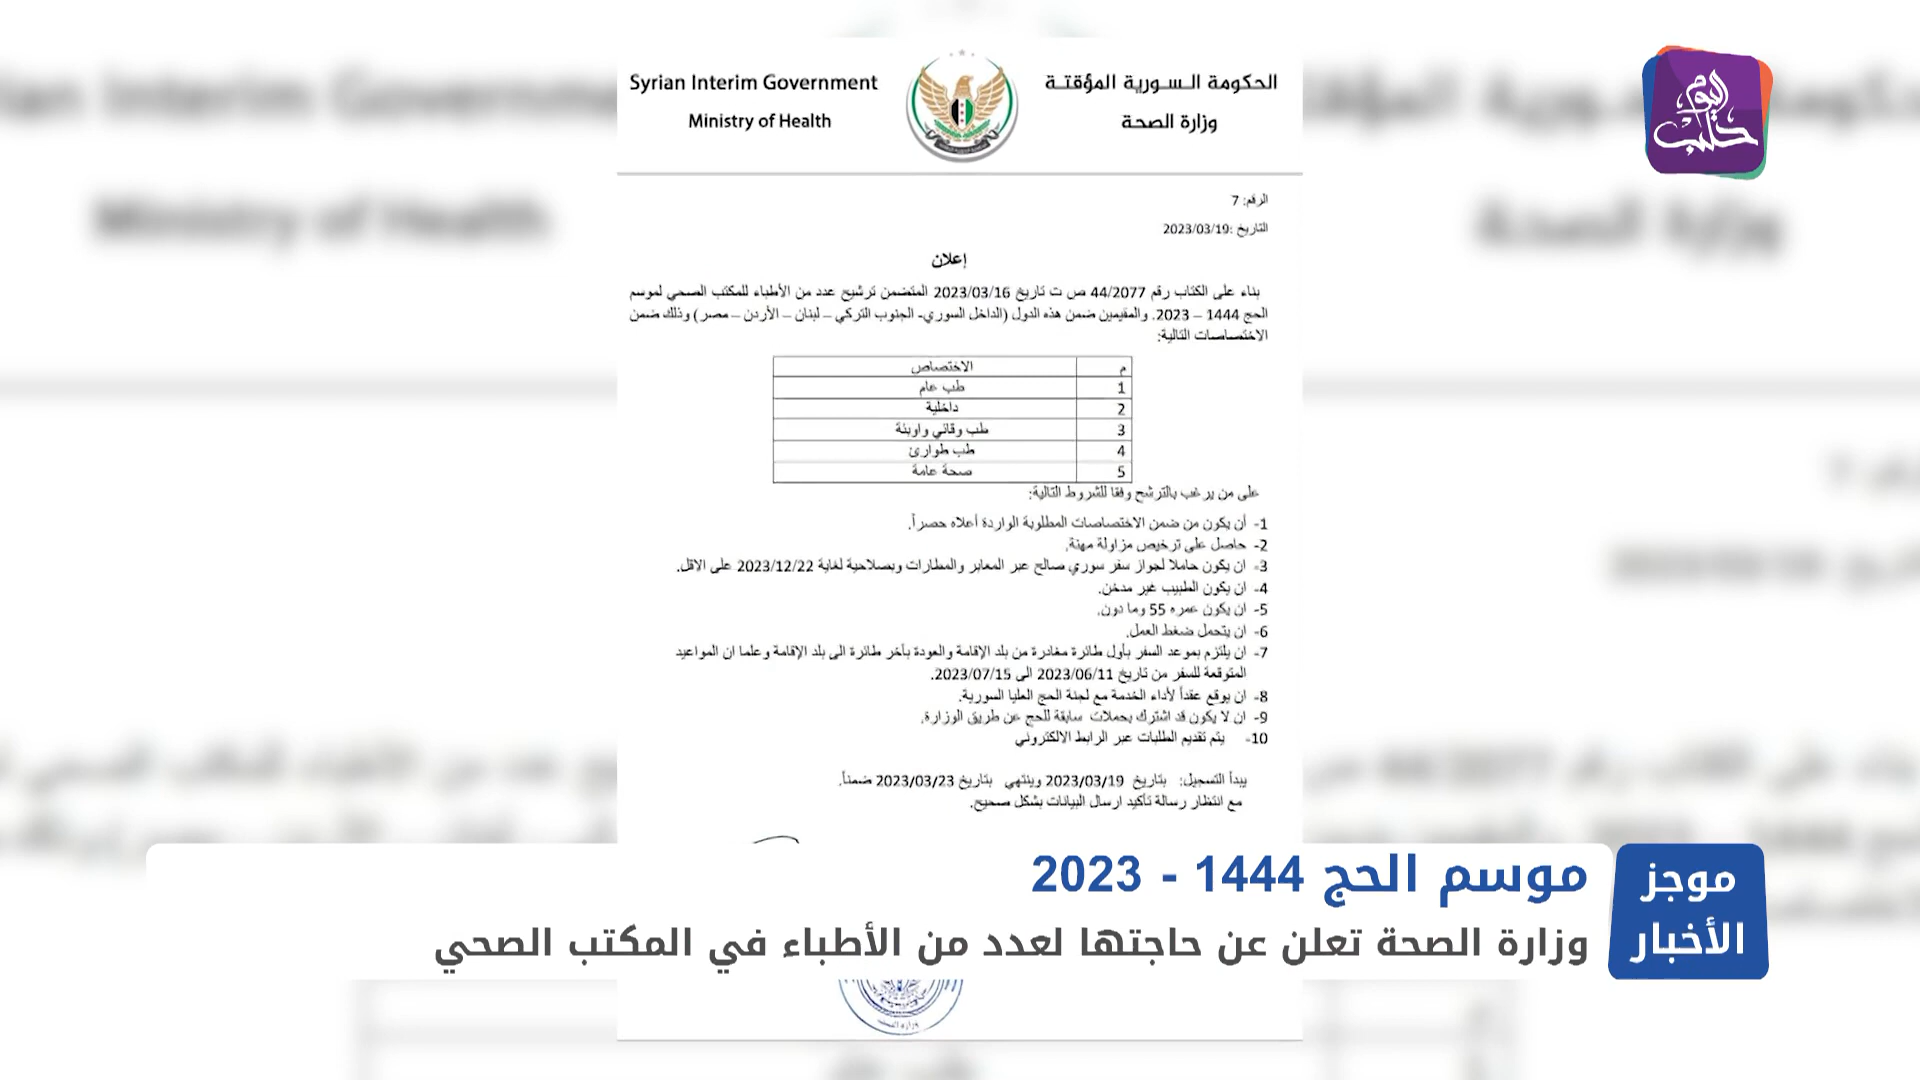 Syrian Interim Government
Ministry of Health
الحكومة السورية المؤقتة
وزارة الصحة
حلب اليوم
الرقم: 7
التاريخ :2023/03/19
إعلان
بناء على الكتاب رقم 44/2077 ص ت تاريخ 2023/03/16 المتضمن ترشيح عدد من الأطباء للمكتب الصحي لموسم
الحج 1444 – 2023. والمقيمين ضمن هذه الدول (الداخل السوري- الجنوب التركي – لبنان – الأردن – مصر) وذلك ضمن
الاختصاصات التالية:
م الاختصاص
1 طب عام
2 داخلية
3 طب وقائي واوبئة
4 طب طوارئ
5 صحة عامة
على من يرغب بالترشح وفقا للشروط التالية:
1- أن يكون من ضمن الاختصاصات المطلوبة الواردة أعلاه حصراً.
2- حاصل على ترخيص مزاولة مهنة.
3- ان يكون حاملا لجواز سفر سوري صالح عبر المعابر والمطارات وبصلاحية لغاية 2023/12/22 على الاقل.
4- ان يكون الطبيب غير مدخن.
5- ان يكون عمره 55 وما دون.
6- ان يتحمل ضغط العمل.
7- ان يلتزم بموعد السفر بأول طائرة مغادرة من بلد الإقامة والعودة بأخر طائرة الى بلد الإقامة وعلما ان المواعيد
المتوقعة للسفر من تاريخ 2023/06/11 الى 2023/07/15.
8- ان يوقع عقداً لأداء الخدمة مع لجنة الحج العليا السورية.
9- ان لا يكون قد اشترك بحملات سابقة للحج عن طريق الوزارة.
10- يتم تقديم الطلبات عبر الرابط الالكتروني
يبدأ التسجيل: بتاريخ 2023/03/19 وينتهي بتاريخ 2023/03/23 ضمناً.
مع انتظار رسالة تأكيد ارسال البيانات بشكل صحيح.
موجز
الأخبار
موسم الحج 1444 - 2023
وزارة الصحة تعلن عن حاجتها لعدد من الأطباء في المكتب الصحي
وزارة الصحة